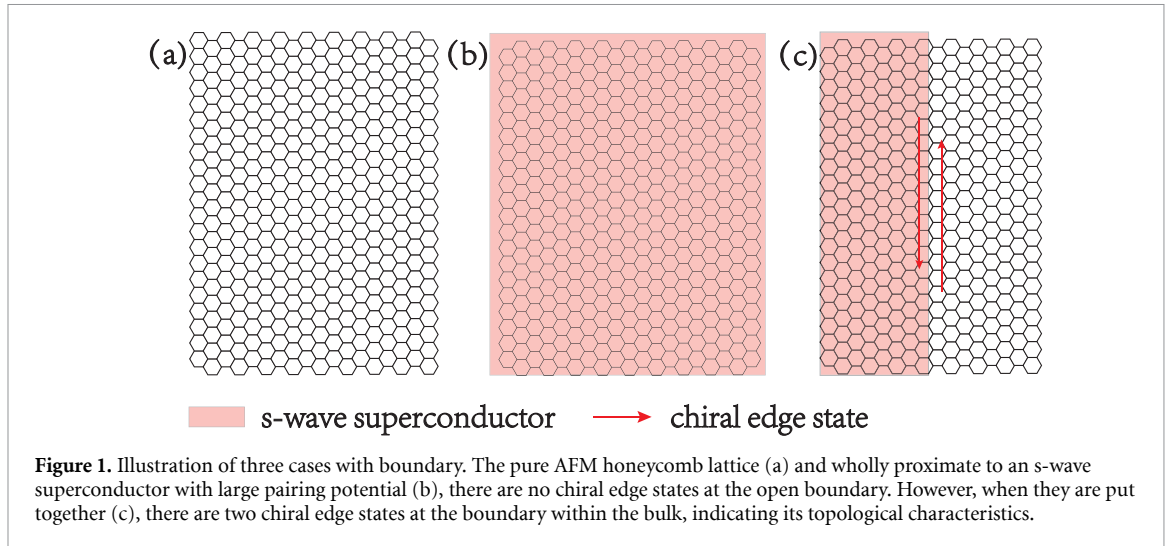 (a)
(b)
(c)
s-wave superconductor
chiral edge state
Figure 1. Illustration of three cases with boundary. The pure AFM honeycomb lattice (a) and wholly proximate to an s-wave
superconductor with large pairing potential (b), there are no chiral edge states at the open boundary. However, when they are put
together (c), there are two chiral edge states at the boundary within the bulk, indicating its topological characteristics.